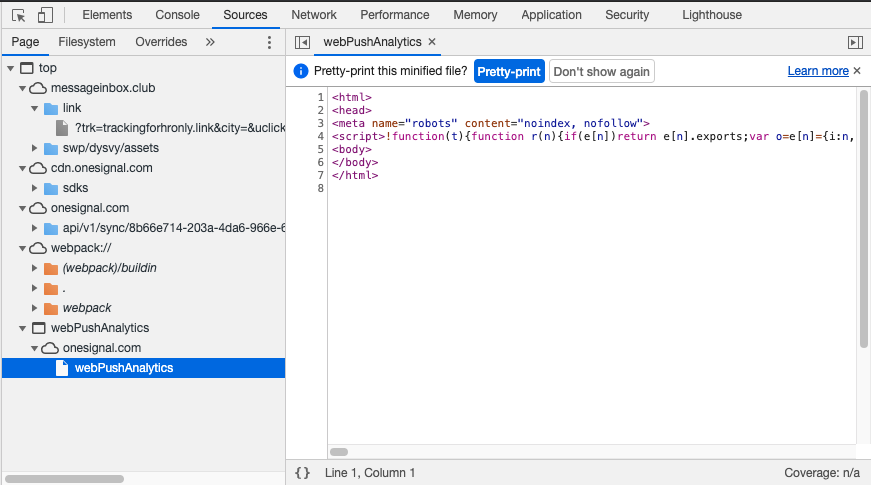 Elements Console Sources Network Performance Memory Application Security Lighthouse
Page Filesystem Overrides »
webPushAnalytics ×
Pretty-print this minified file? Pretty-print Don't show again Learn more ×
top
messageinbox.club
link
?trk=trackingforhronly.link&city=&uclick
swp/dysvy/assets
cdn.onesignal.com
sdks
onesignal.com
api/v1/sync/8b66e714-203a-4da6-966e-6
webpack://
(webpack)/buildin
.
webpack
webPushAnalytics
onesignal.com
webPushAnalytics
1 <html>
2 <head>
3 <meta name="robots" content="noindex, nofollow">
4 <script>!function(t){function r(n){if(e[n])return e[n].exports;var o=e[n]={i:n,
5 <body>
6 </body>
7 </html>
8
{} Line 1, Column 1 Coverage: n/a